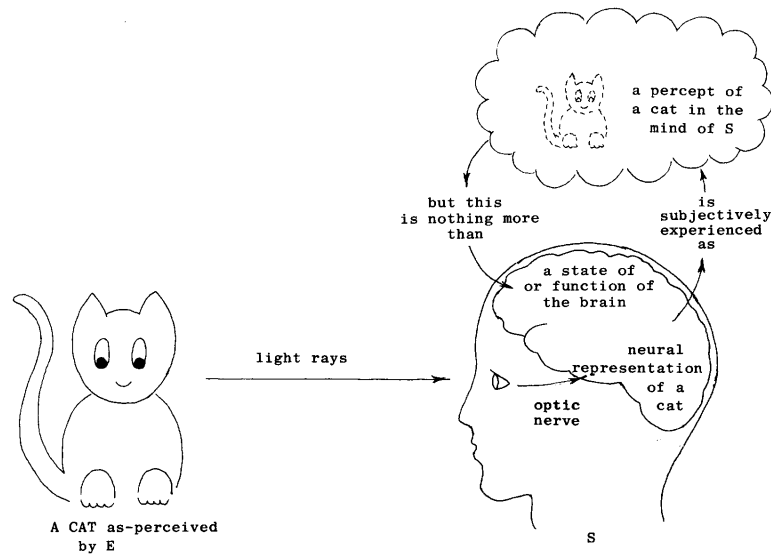 a percept of
a cat in the
mind of S
but this
is nothing more
than
is
subjectively
experienced
as
a state of
or function of
the brain
neural
representation
of a
cat
light rays
optic
nerve
A CAT as-perceived
by E
S